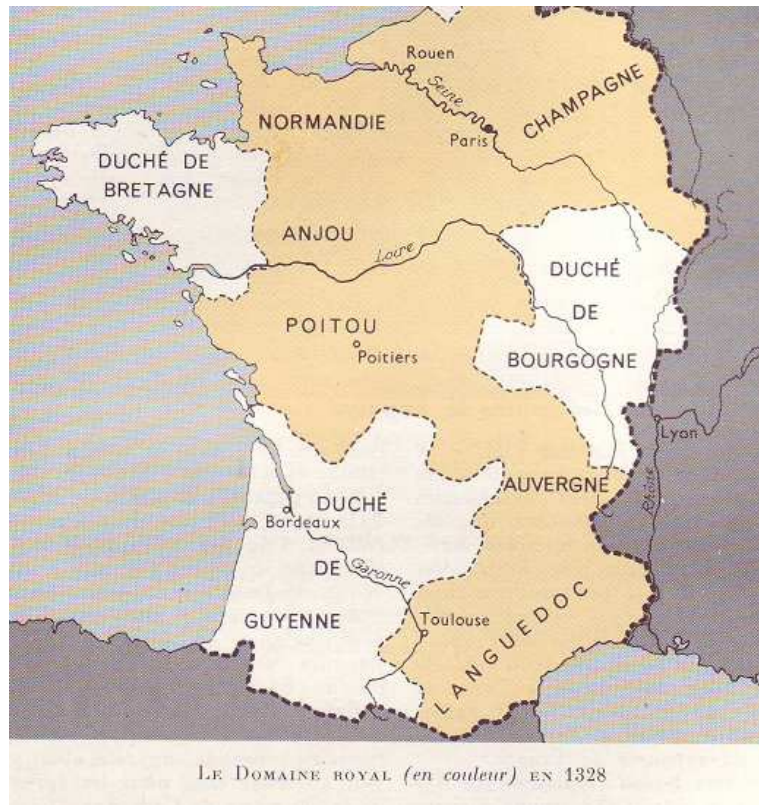 Rouen
Seine
NORMANDIE
CHAMPAGNE
Paris
DUCHÉ DE
BRETAGNE
ANJOU
Loire
DUCHÉ
DE
BOURGOGNE
POITOU
Poitiers
Lyon
AUVERGNE
Rhône
DUCHÉ
Bordeaux
DE
Garonne
GUYENNE
Toulouse
LANGUEDOC
LE DOMAINE ROYAL (en couleur) EN 1328